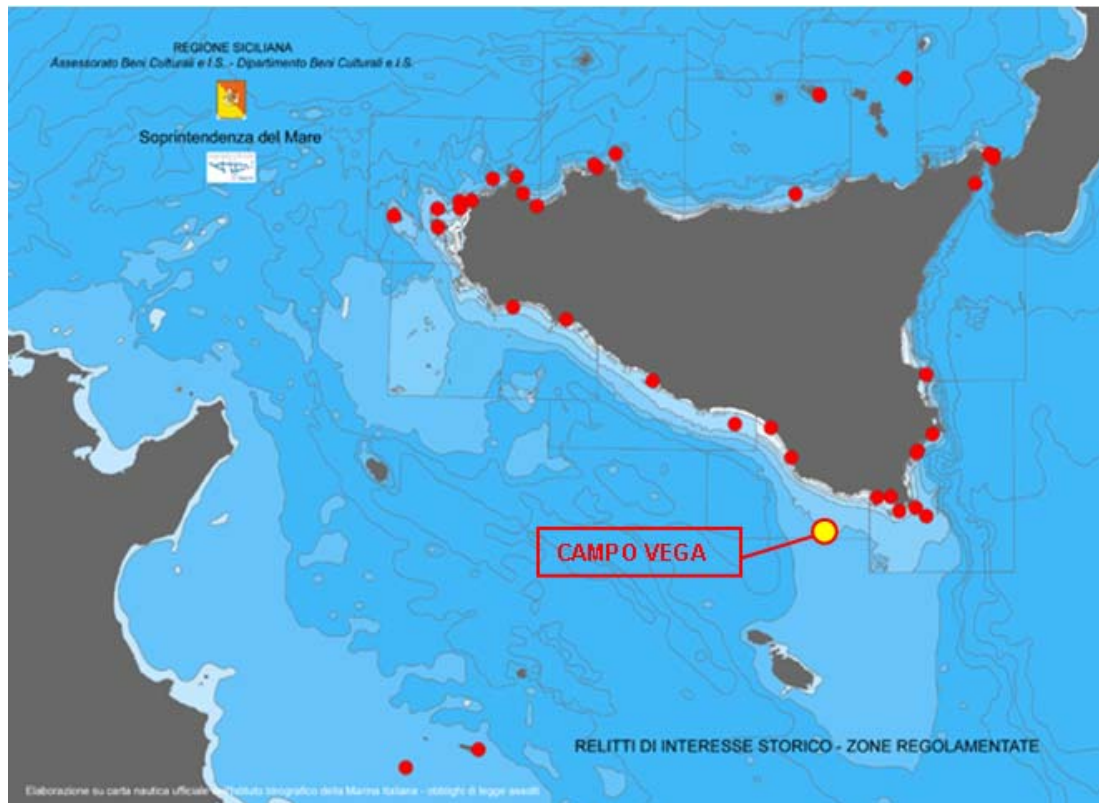 REGIONE SICILIANA
Assessorato Beni Culturali e I.S. - Dipartimento Beni Culturali e I.S.
Soprintendenza del Mare
CAMPO VEGA
RELITTI DI INTERESSE STORICO - ZONE REGOLAMENTATE
Elaborazione su carta nautica ufficiale dell'Istituto Idrografico della Marina Italiana - obblighi di legge assolti